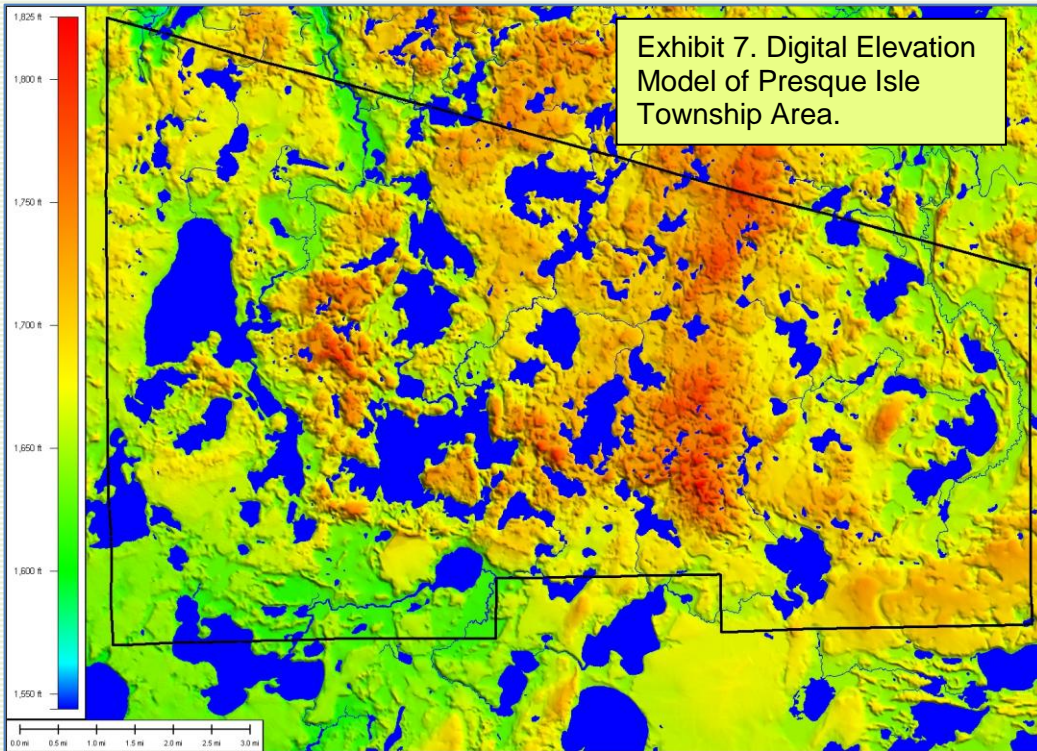 1,825 ft
Exhibit 7. Digital Elevation
Model of Presque Isle
Township Area.
1,800 ft
1,750 ft
1,700 ft
1,650 ft
1,600 ft
1,550 ft
0.0 mi 0.5 mi 1.0 mi 1.5 mi 2.0 mi 2.5 mi 3.0 mi